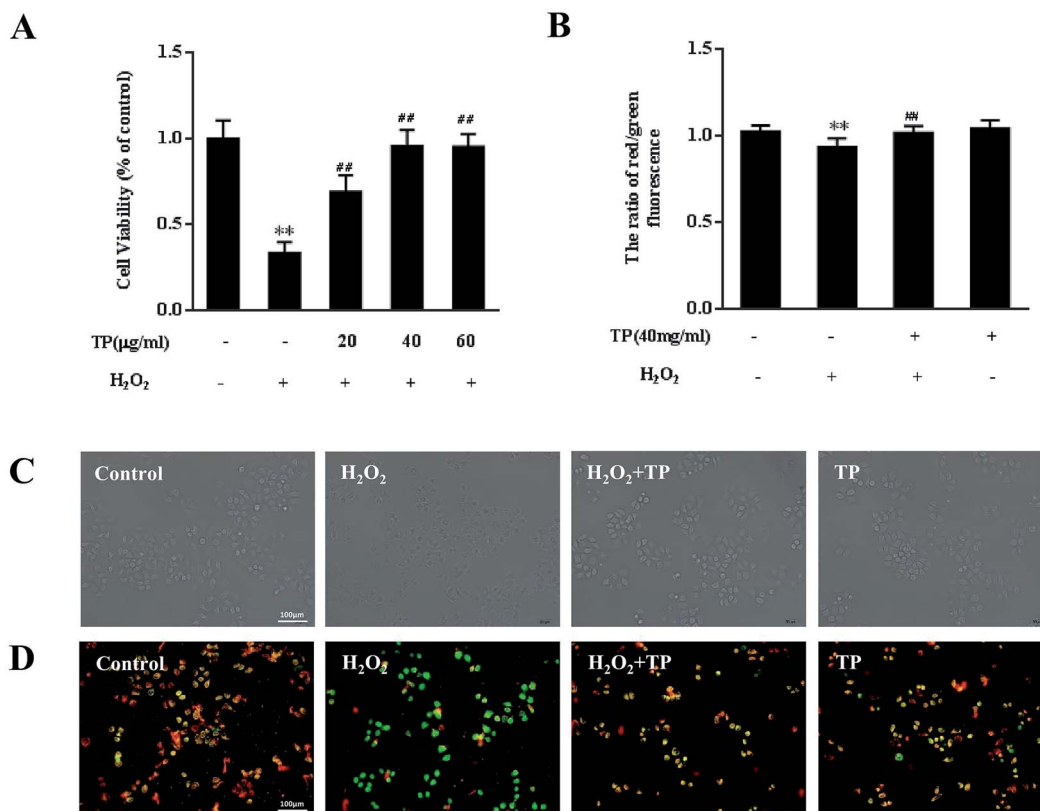 A
Cell Viability (% of control)
1.5
1.0
0.5
0.0
**
##
##
##
TP(μg/ml) - - 20 40 60
H₂O₂ - + + + +
B
The ratio of red/green
fluorescence
1.5
1.0
0.5
0.0
**
##
TP(40mg/ml) - - + +
H₂O₂ - + + -
C
Control
H₂O₂
H₂O₂+TP
TP
100μm
D
Control
H₂O₂
H₂O₂+TP
TP
100μm